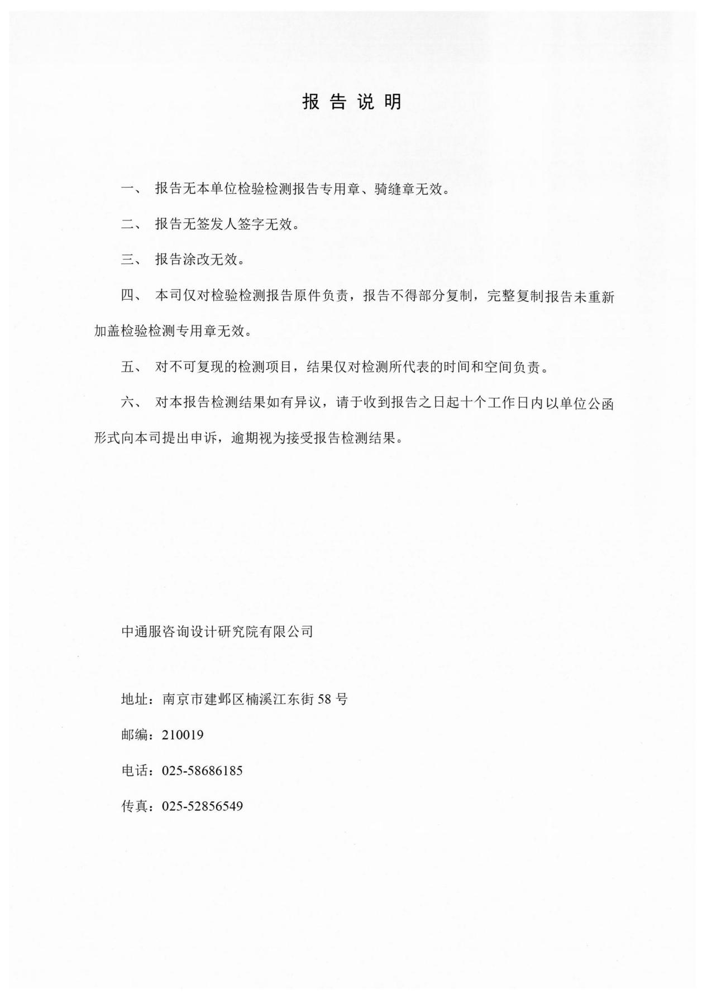 报告说明
一、 报告无本单位检验检测报告专用章、骑缝章无效。
二、 报告无签发人签字无效。
三、 报告涂改无效。
四、 本司仅对检验检测报告原件负责，报告不得部分复制，完整复制报告未重新
加盖检验检测专用章无效。
五、 对不可复现的检测项目，结果仅对检测所代表的时间和空间负责。
六、 对本报告检测结果如有异议，请于收到报告之日起十个工作日内以单位公函
形式向本司提出申诉，逾期视为接受报告检测结果。
中通服咨询设计研究院有限公司
地址：南京市建邺区楠溪江东街 58 号
邮编：210019
电话：025-58686185
传真：025-52856549